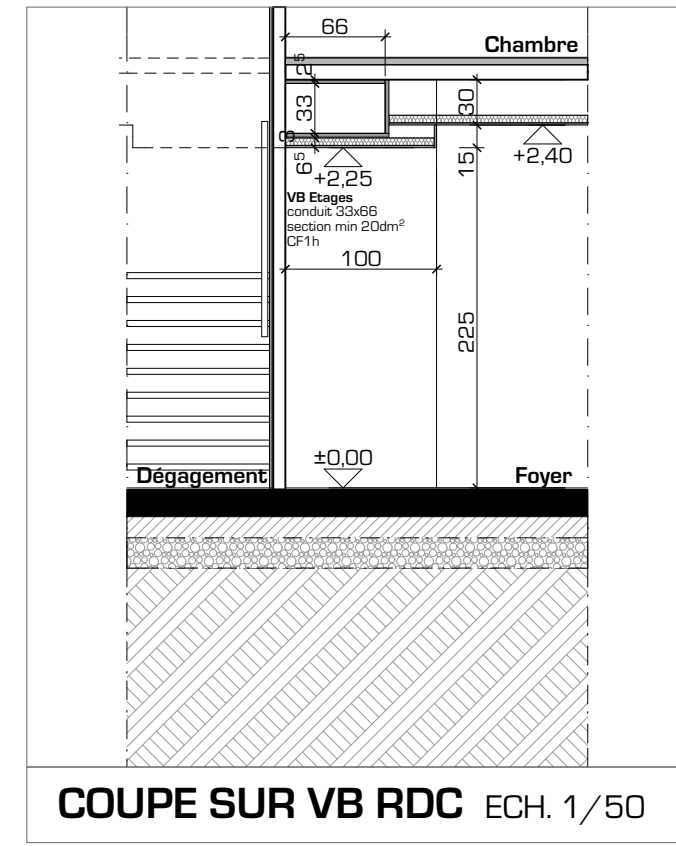 66
Chambre
2⁵
33
3
6⁵
30
15
+2,25
+2,40
VB Etages
conduit 33x66
section min 20dm²
CF1h
100
225
±0,00
Dégagement
Foyer
COUPE SUR VB RDC ECH. 1/50